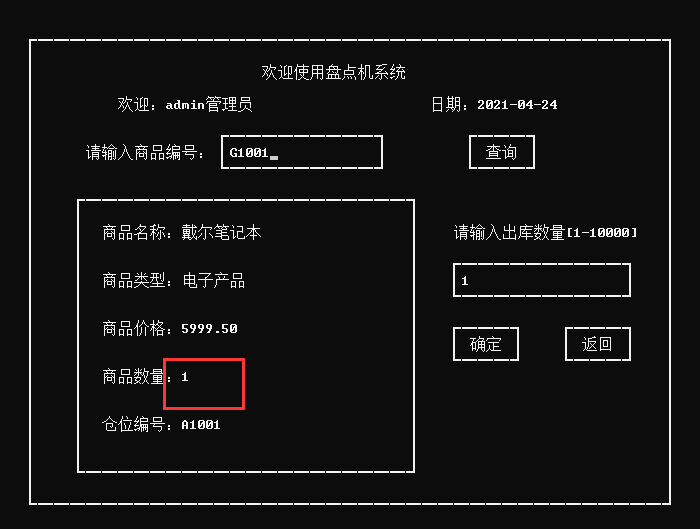 欢迎使用盘点机系统
欢迎：admin管理员 日期：2021-04-24
请输入商品编号： G1001_ 查询
商品名称：戴尔笔记本
商品类型：电子产品
商品价格：5999.50
商品数量：1
仓位编号：A1001
请输入出库数量[1-10000]
1
确定 返回